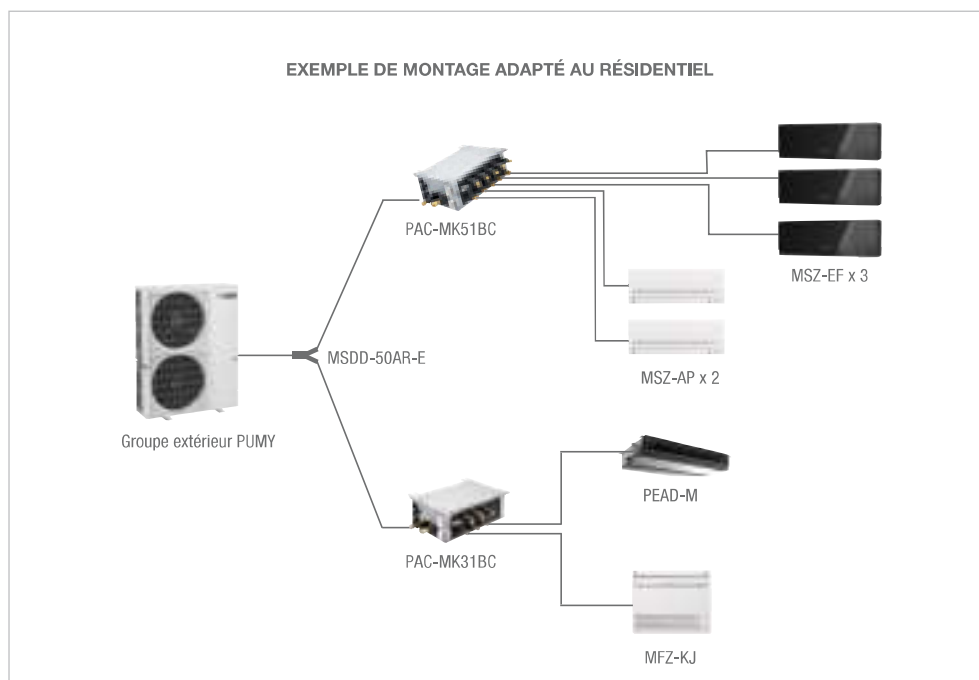 EXEMPLE DE MONTAGE ADAPTÉ AU RÉSIDENTIEL
PAC-MK51BC
MSZ-EF x 3
MSDD-50AR-E
MSZ-AP x 2
Groupe extérieur PUMY
PEAD-M
PAC-MK31BC
MFZ-KJ